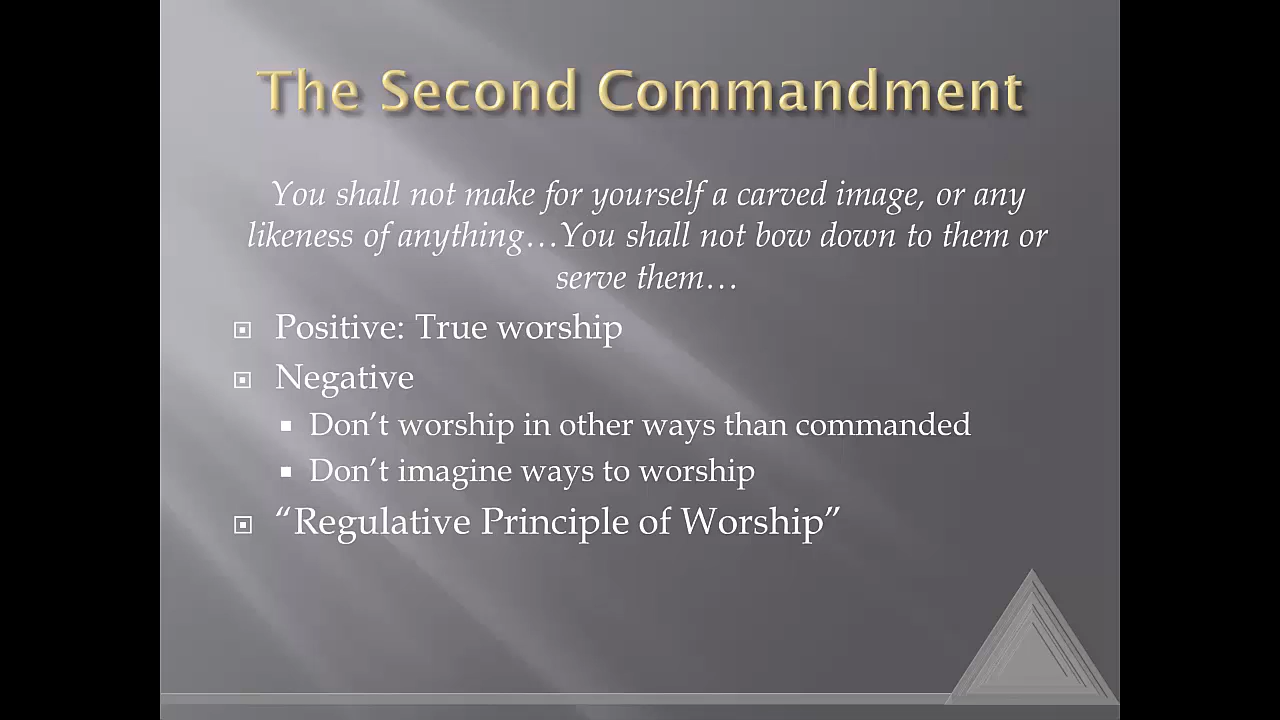 The Second Commandment
You shall not make for yourself a carved image, or any
likeness of anything…You shall not bow down to them or
serve them…
Positive: True worship
Negative
Don’t worship in other ways than commanded
Don’t imagine ways to worship
“Regulative Principle of Worship”